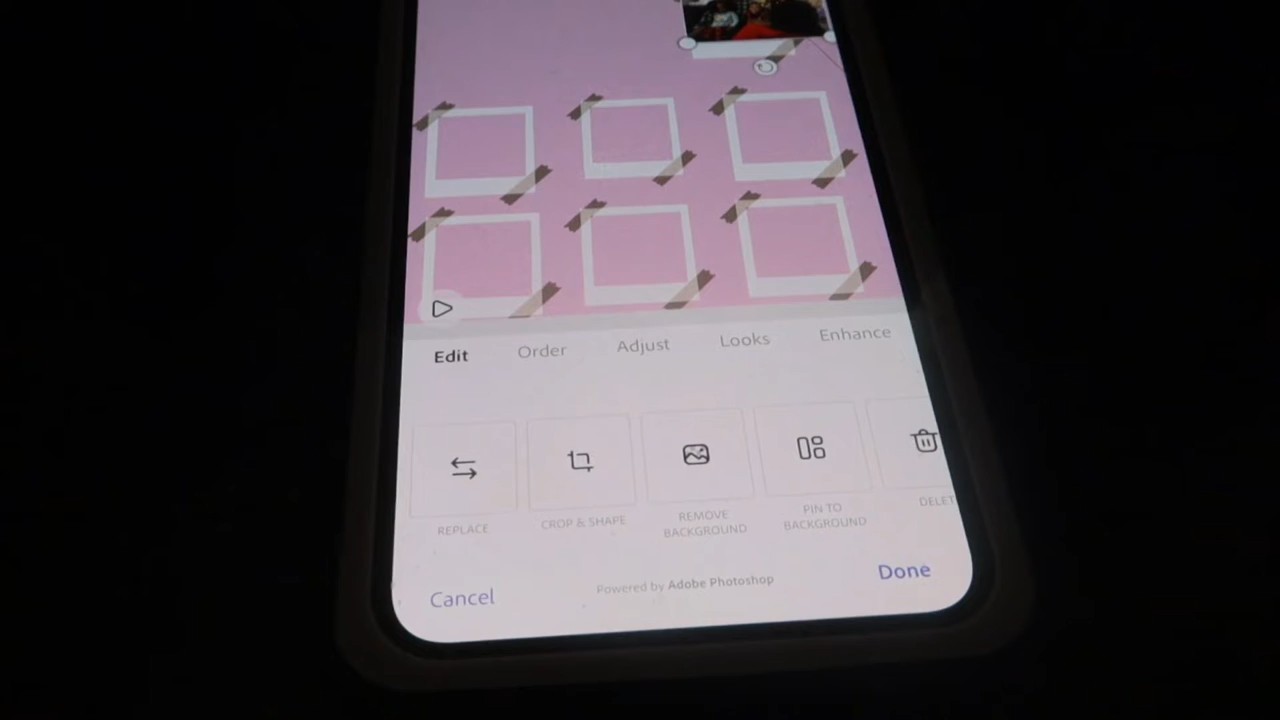 Edit Order Adjust Looks Enhance
REPLACE
CROP & SHAPE
REMOVE
BACKGROUND
PIN TO
BACKGROUND
DELET
Cancel
Powered by Adobe Photoshop
Done